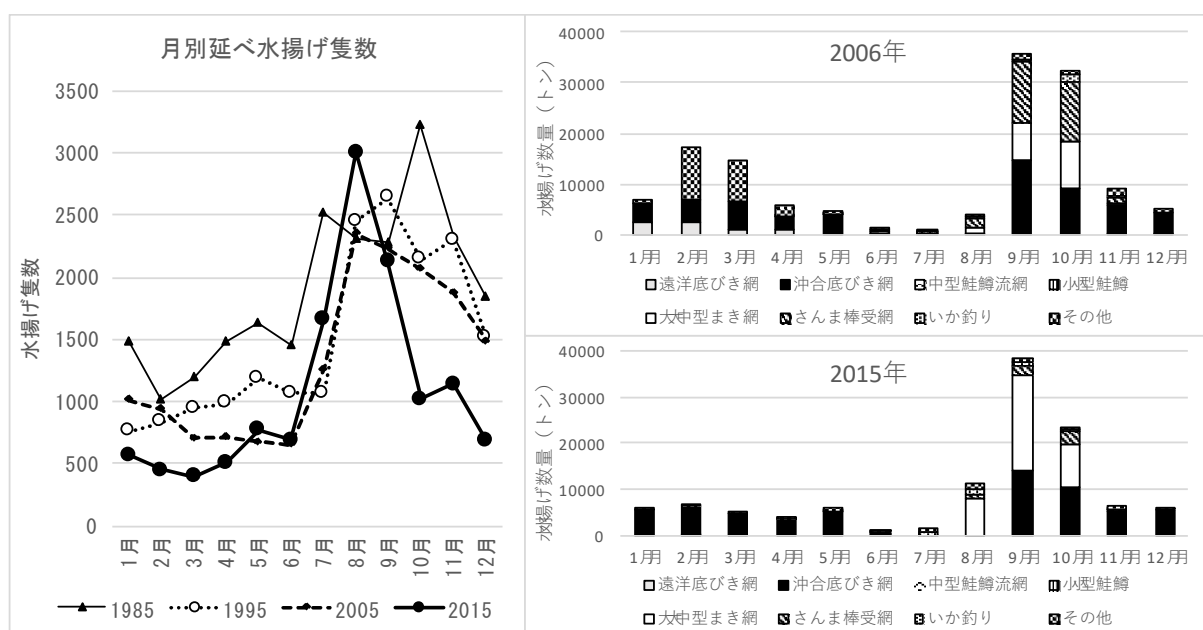 月別延べ水揚げ隻数
水揚げ隻数
3500
3000
2500
2000
1500
1000
500
0
1月 2月 3月 4月 5月 6月 7月 8月 9月 10月 11月 12月
1985 1995 2005 2015
2006年
水揚げ数量（トン）
40000
30000
20000
10000
0
1月 2月 3月 4月 5月 6月 7月 8月 9月 10月 11月 12月
遠洋底びき網 沖合底びき網 中型鮭鱒流網 小型鮭鱒
大中型まき網 さんま棒受網 いか釣り その他
2015年
水揚げ数量（トン）
40000
30000
20000
10000
0
1月 2月 3月 4月 5月 6月 7月 8月 9月 10月 11月 12月
遠洋底びき網 沖合底びき網 中型鮭鱒流網 小型鮭鱒
大中型まき網 さんま棒受網 いか釣り その他